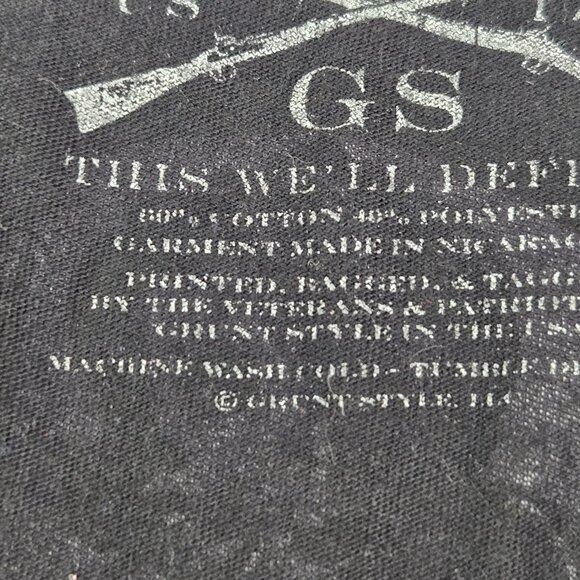 GS
THIS WE'LL DEF
60% COTTON 40% POLYEST
GARMENT MADE IN NICARAG
PRINTED, BAGGED, & TAGG
BY THE VETERANS & PATRIOT
GRUNT STYLE IN THE US
MACHINE WASH COLD - TUMBLE D
© GRUNT STYLE, LLC